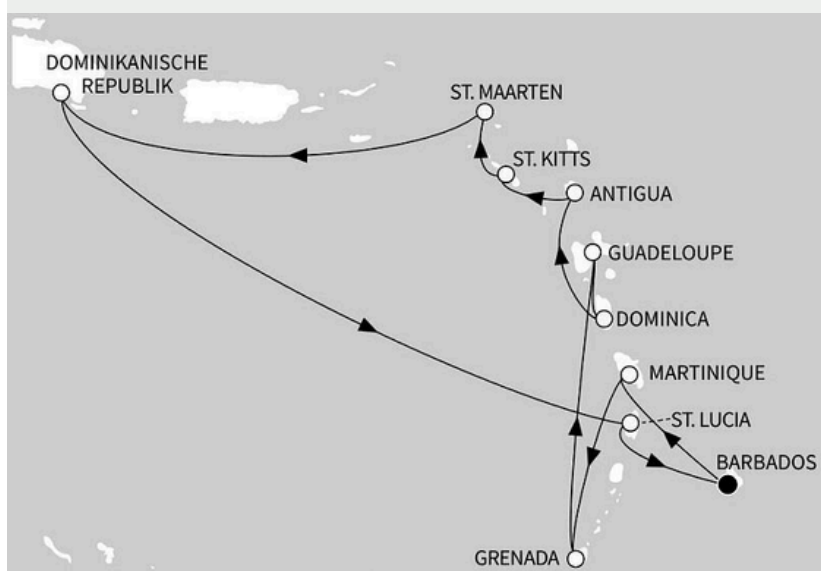 DOMINIKANISCHE
REPUBLIK
ST. MAARTEN
ST. KITTS
ANTIGUA
GUADELOUPE
DOMINICA
MARTINIQUE
ST. LUCIA
BARBADOS
GRENADA